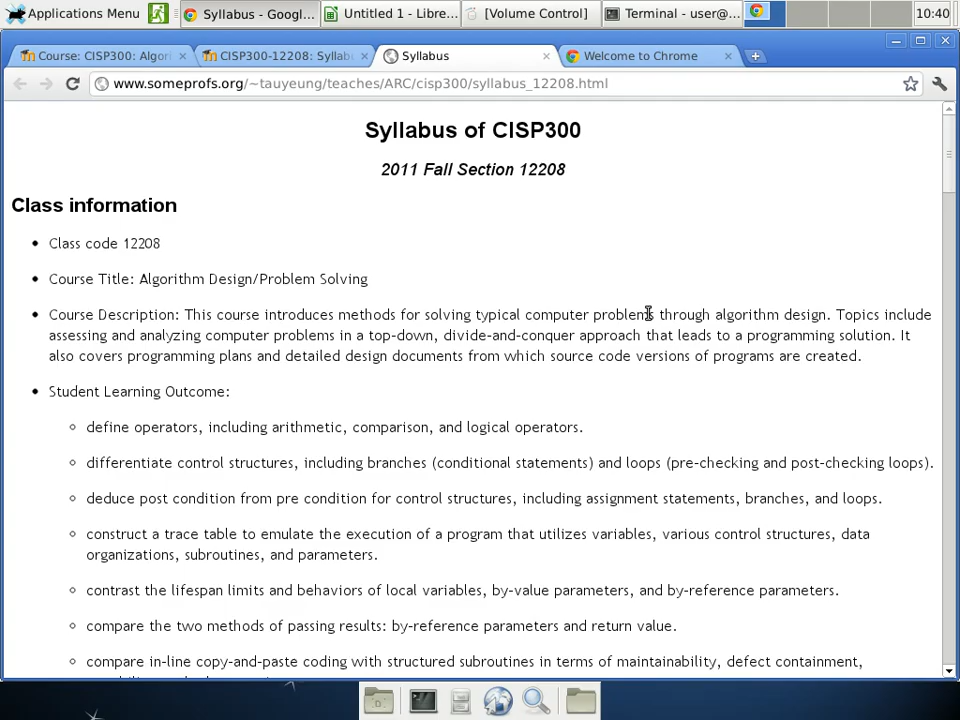 Applications Menu
Syllabus - Googl...
Untitled 1 - Libre...
[Volume Control]
Terminal - user@...
10:40
Course: CISP300: Algori
CISP300-12208: Syllab
Syllabus
Welcome to Chrome
www.someprofs.org/~tauyeung/teaches/ARC/cisp300/syllabus_12208.html
Syllabus of CISP300
2011 Fall Section 12208
Class information
• Class code 12208
• Course Title: Algorithm Design/Problem Solving
• Course Description: This course introduces methods for solving typical computer problems through algorithm design. Topics include
assessing and analyzing computer problems in a top-down, divide-and-conquer approach that leads to a programming solution. It
also covers programming plans and detailed design documents from which source code versions of programs are created.
• Student Learning Outcome:
◦ define operators, including arithmetic, comparison, and logical operators.
◦ differentiate control structures, including branches (conditional statements) and loops (pre-checking and post-checking loops).
◦ deduce post condition from pre condition for control structures, including assignment statements, branches, and loops.
◦ construct a trace table to emulate the execution of a program that utilizes variables, various control structures, data
organizations, subroutines, and parameters.
◦ contrast the lifespan limits and behaviors of local variables, by-value parameters, and by-reference parameters.
◦ compare the two methods of passing results: by-reference parameters and return value.
◦ compare in-line copy-and-paste coding with structured subroutines in terms of maintainability, defect containment,